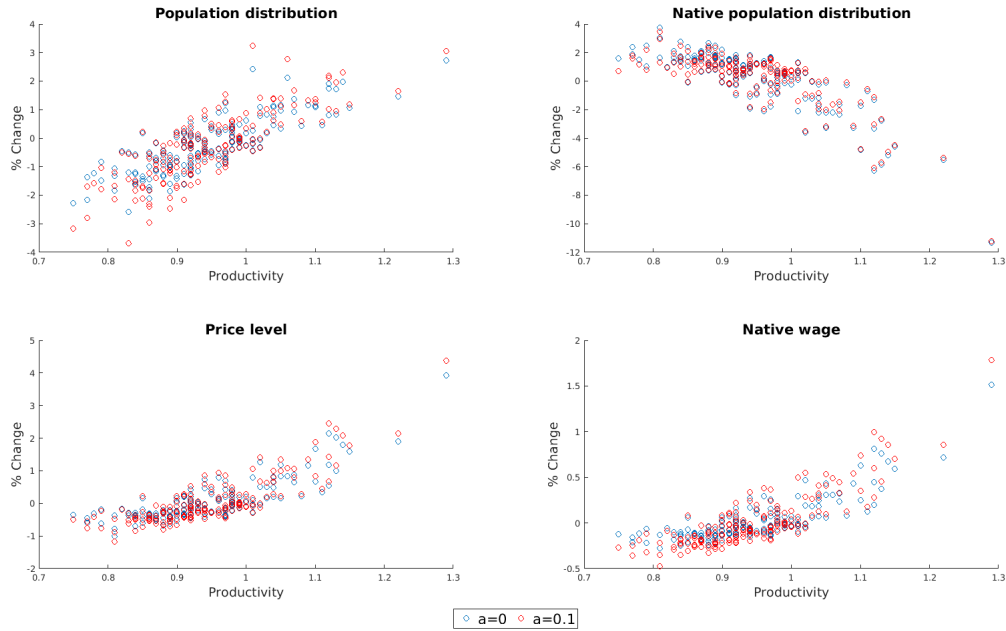 Population distribution
% Change
4
3
2
1
0
-1
-2
-3
-4
0.7 0.8 0.9 1 1.1 1.2 1.3
Productivity
Native population distribution
% Change
4
2
0
-2
-4
-6
-8
-10
-12
0.7 0.8 0.9 1 1.1 1.2 1.3
Productivity
Price level
% Change
5
4
3
2
1
0
-1
-2
0.7 0.8 0.9 1 1.1 1.2 1.3
Productivity
Native wage
% Change
2
1.5
1
0.5
0
-0.5
0.7 0.8 0.9 1 1.1 1.2 1.3
Productivity
a=0 a=0.1